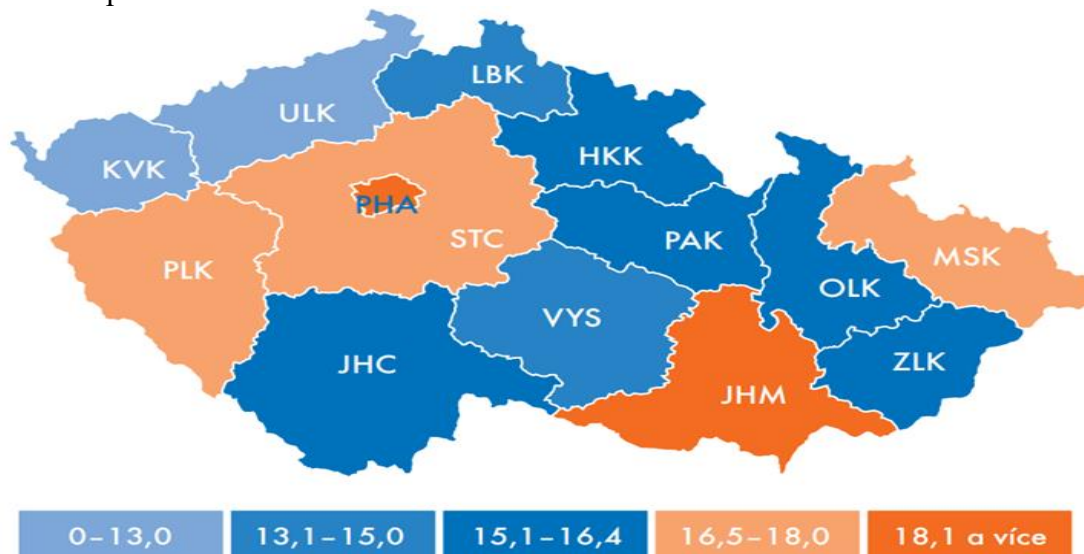 LBK
ULK
HKK
KVK
PHA
STC
PAK
MSK
PLK
OLK
VYS
ZLK
JHC
JHM
0–13,0
13,1–15,0
15,1–16,4
16,5–18,0
18,1 a více